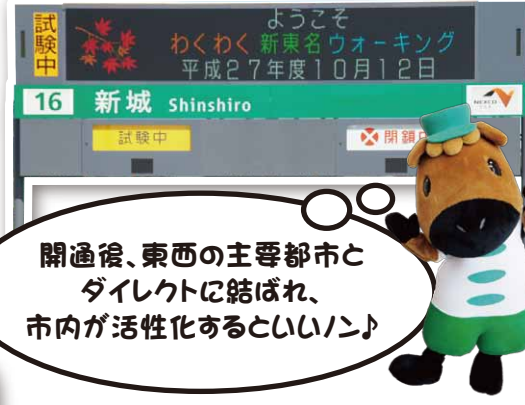 試験中
ようこそ
わくわく新東名ウォーキング
平成27年度10月12日
16 新城 Shinshiro
NEXCO
試験中
閉鎖中
開通後、東西の主要都市と
ダイレクトに結ばれ、
市内が活性化するといいノン♪